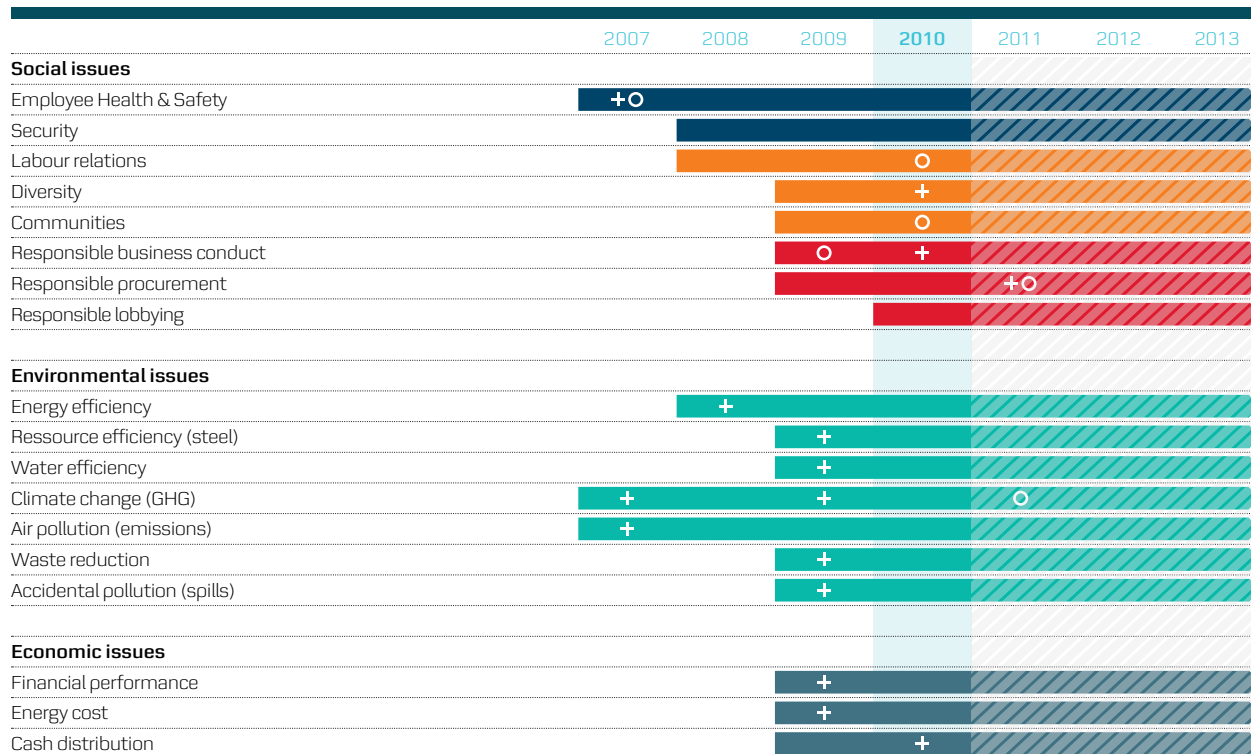 2007 2008 2009 2010 2011 2012 2013
Social issues
Employee Health & Safety
Security
Labour relations
Diversity
Communities
Responsible business conduct
Responsible procurement
Responsible lobbying
Environmental issues
Energy efficiency
Ressource efficiency (steel)
Water efficiency
Climate change (GHG)
Air pollution (emissions)
Waste reduction
Accidental pollution (spills)
Economic issues
Financial performance
Energy cost
Cash distribution